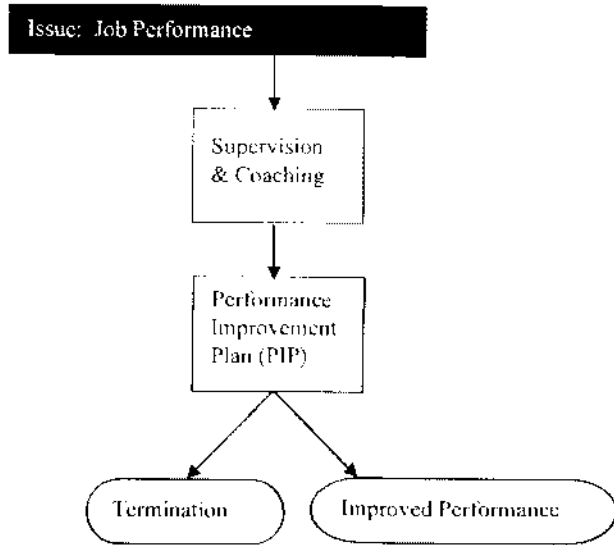 Issue: Job Performance
Supervision
& Coaching
Performance
Improvement
Plan (PIP)
Termination
Improved Performance